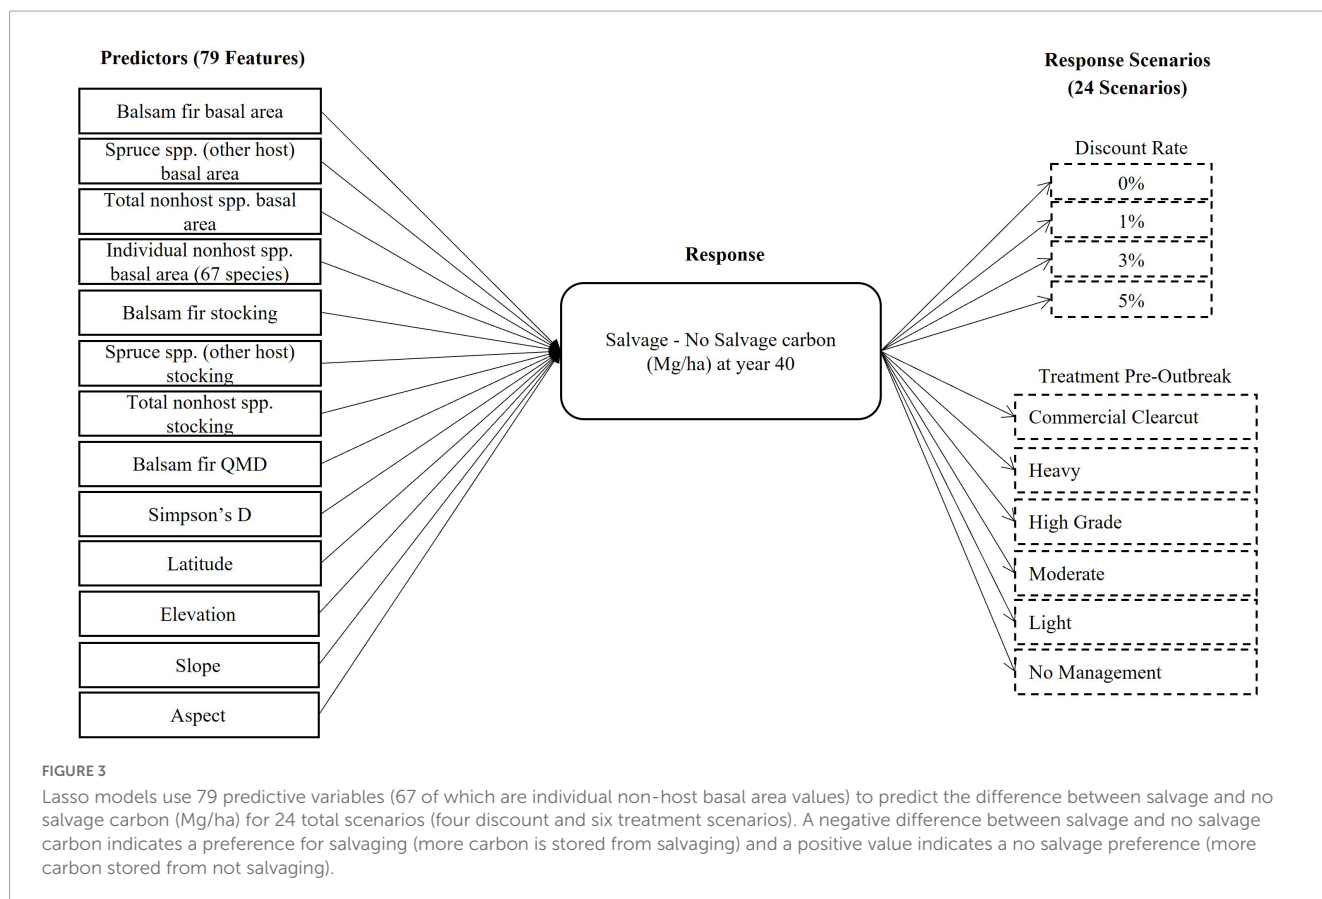 Predictors (79 Features)
Balsam fir basal area
Spruce spp. (other host)
basal area
Total nonhost spp. basal
area
Individual nonhost spp.
basal area (67 species)
Balsam fir stocking
Spruce spp. (other host)
stocking
Total nonhost spp.
stocking
Balsam fir QMD
Simpson's D
Latitude
Elevation
Slope
Aspect
Response
Salvage - No Salvage carbon
(Mg/ha) at year 40
Response Scenarios
(24 Scenarios)
Discount Rate
0%
1%
3%
5%
Treatment Pre-Outbreak
Commercial Clearcut
Heavy
High Grade
Moderate
Light
No Management
FIGURE 3
Lasso models use 79 predictive variables (67 of which are individual non-host basal area values) to predict the difference between salvage and no
salvage carbon (Mg/ha) for 24 total scenarios (four discount and six treatment scenarios). A negative difference between salvage and no salvage
carbon indicates a preference for salvaging (more carbon is stored from salvaging) and a positive value indicates a no salvage preference (more
carbon stored from not salvaging).